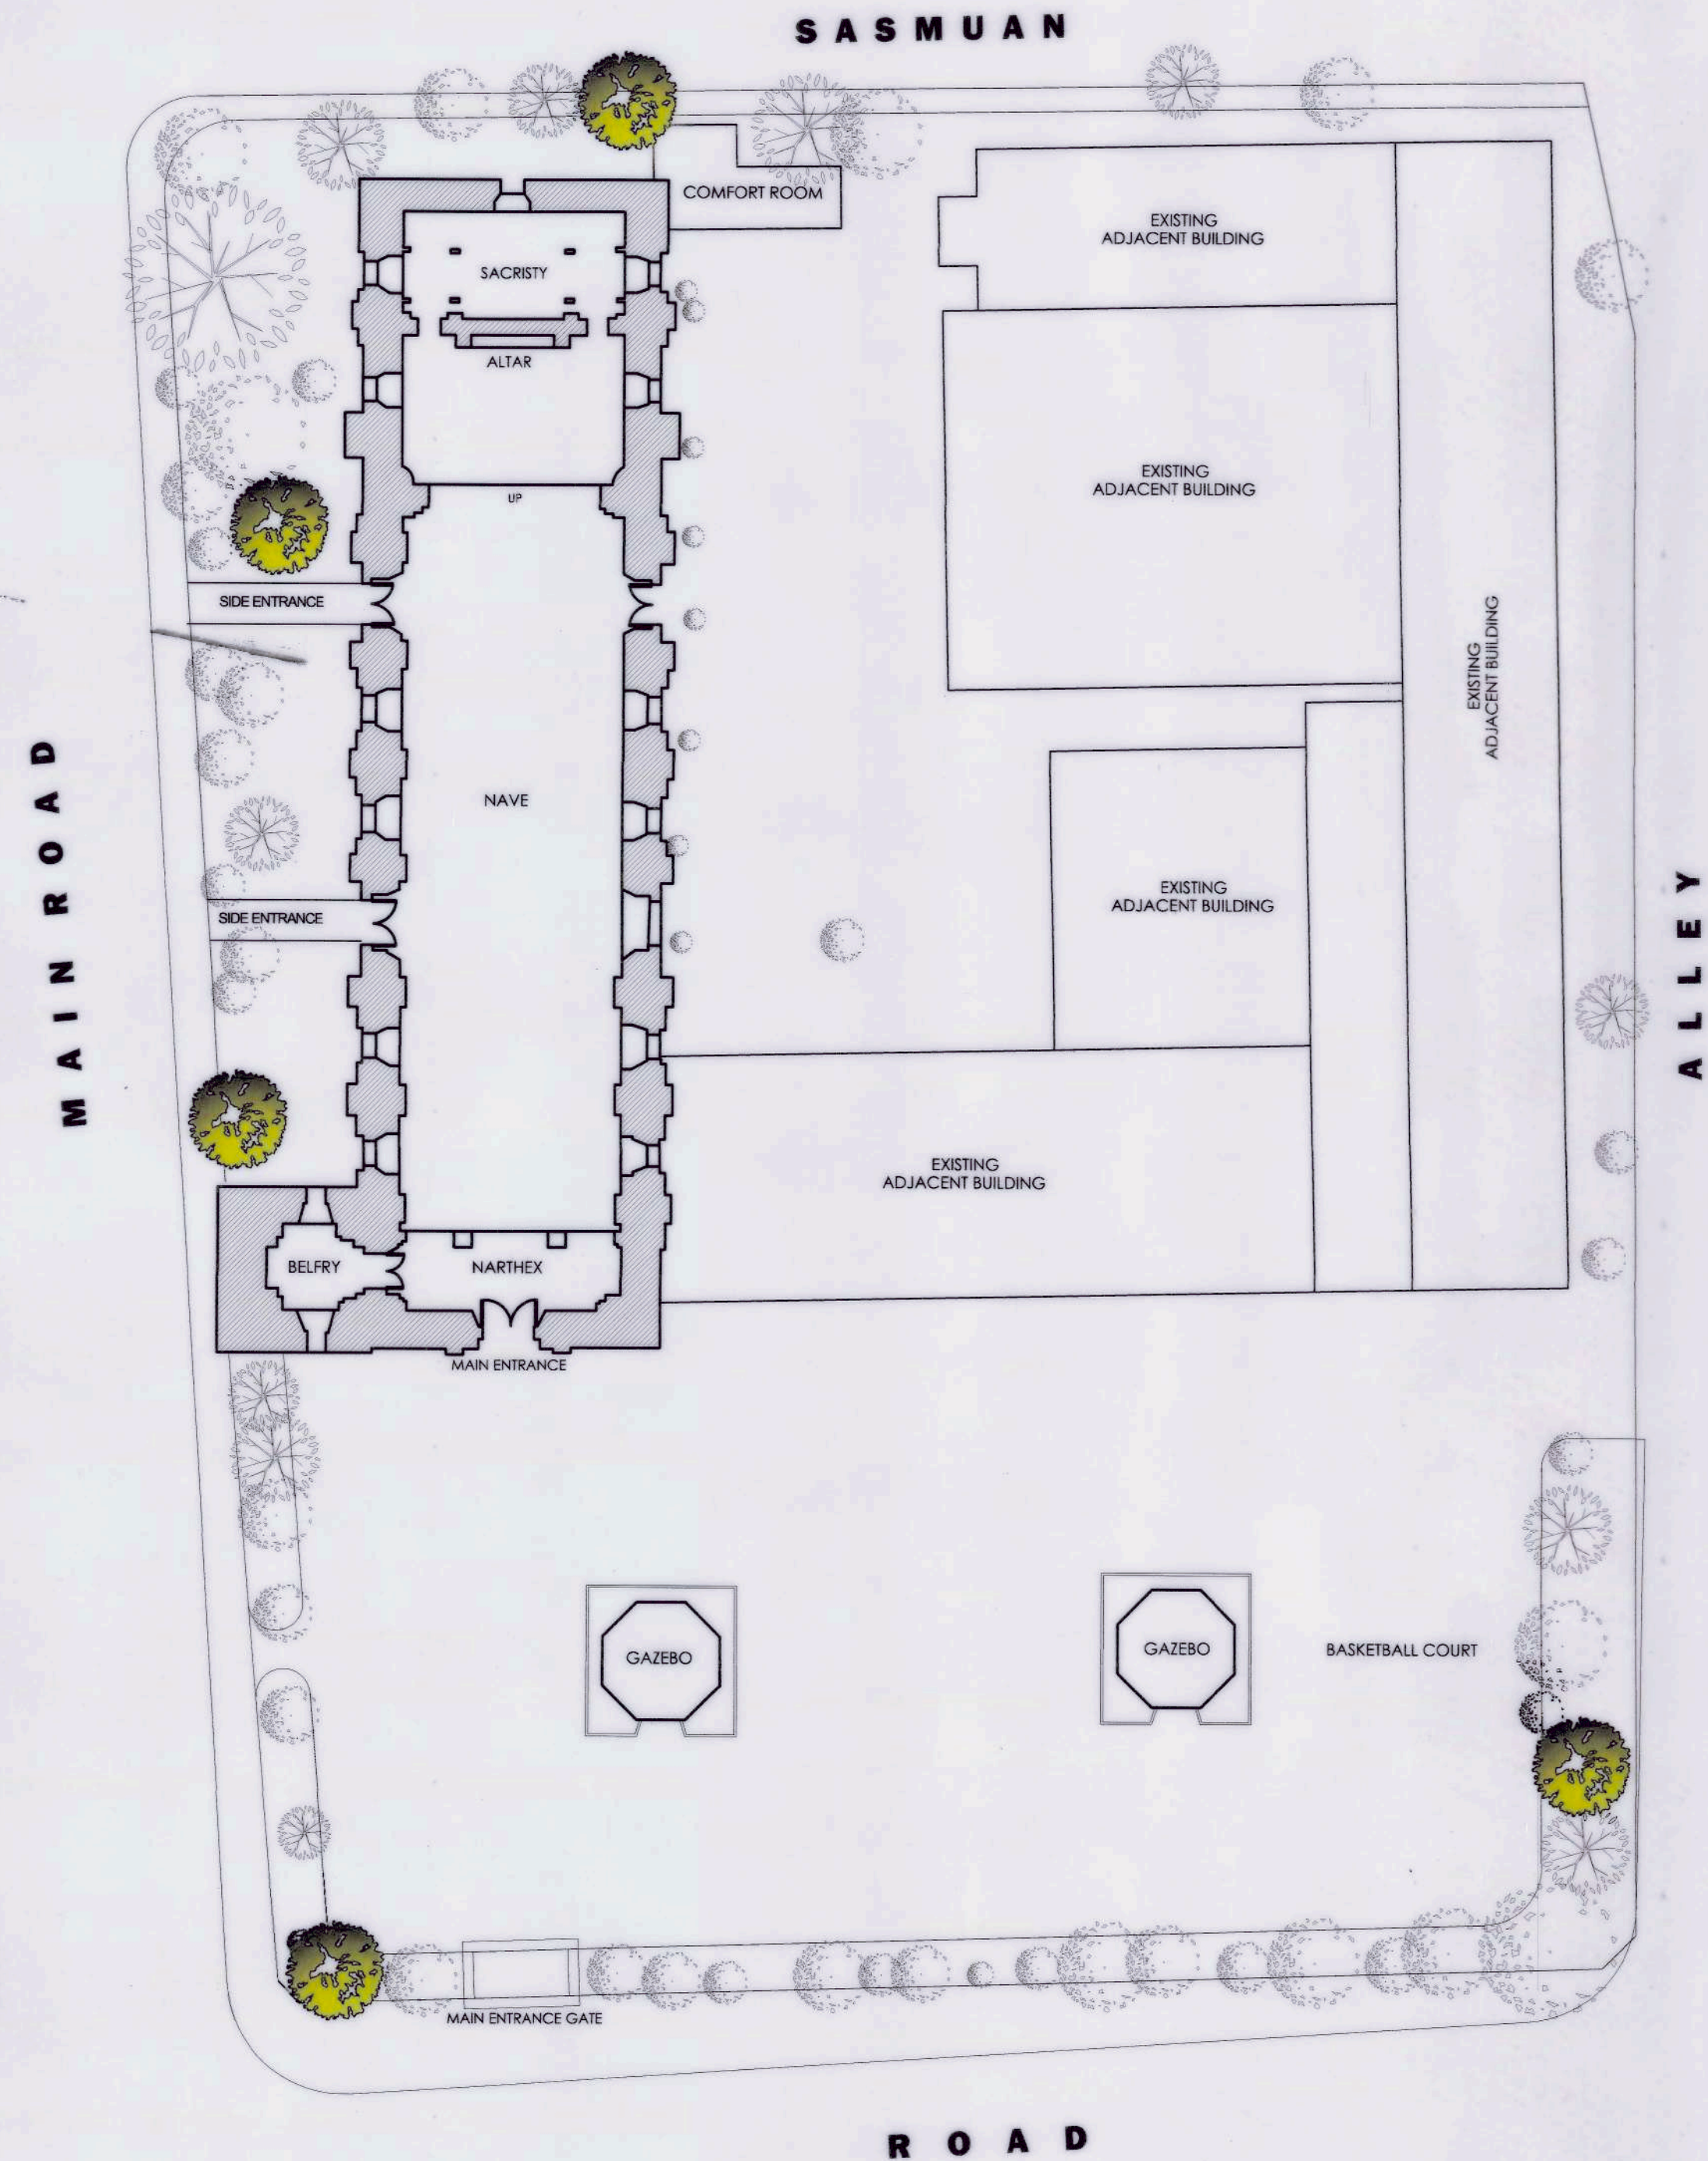 SASMUAN
COMFORT ROOM
EXISTING
ADJACENT BUILDING
SACRISTY
ALTAR
EXISTING
ADJACENT BUILDING
UP
SIDE ENTRANCE
EXISTING
ADJACENT BUILDING
MAIN ROAD
NAVE
EXISTING
ADJACENT BUILDING
ALLEY
SIDE ENTRANCE
EXISTING
ADJACENT BUILDING
BELFRY
NARTHEX
MAIN ENTRANCE
GAZEBO
GAZEBO
BASKETBALL COURT
MAIN ENTRANCE GATE
ROAD